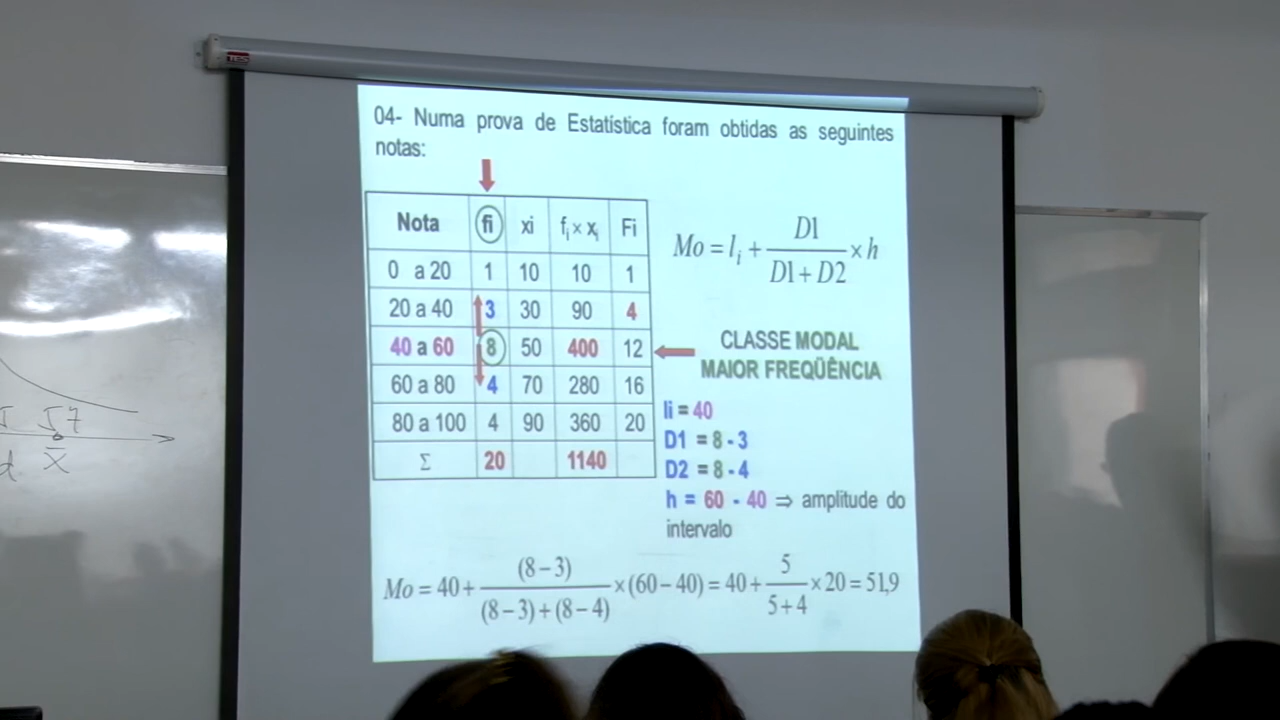 04- Numa prova de Estatística foram obtidas as seguintes
notas:
Nota fi xi fi × xi Fi
0 a 20 1 10 10 1
20 a 40 3 30 90 4
40 a 60 8 50 400 12
60 a 80 4 70 280 16
80 a 100 4 90 360 20
Σ 20 1140
Mo = li + D1 / (D1 + D2) × h
CLASSE MODAL
MAIOR FREQÜÊNCIA
li = 40
D1 = 8 - 3
D2 = 8 - 4
h = 60 - 40 ⇒ amplitude do
intervalo
Mo = 40 + (8 – 3) / (8 – 3) + (8 – 4) × (60 – 40) = 40 + 5 / 5 + 4 × 20 = 51,9
57
d x̄